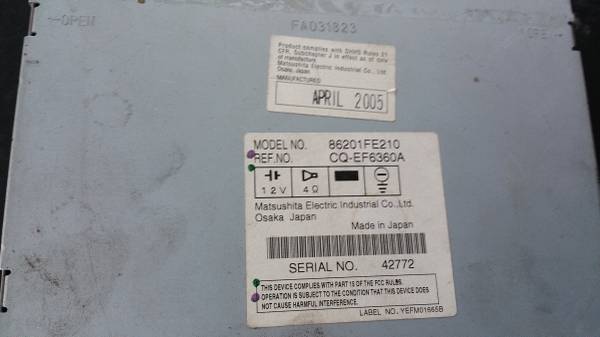 ←OPEN
FA031823
OPEN→
Product complies with DHHS Rules 21
CFR, Subchapter J in effect as of date
of manufacture.
Matsushita Electric Industrial Co., Ltd.
Osaka, Japan
MANUFACTURED
APRIL 2005
MODEL NO. 86201FE210
REF.NO. CQ-EF6360A
12V 4Ω
Matsushita Electric Industrial Co.,Ltd.
Osaka Japan
Made in Japan
SERIAL NO. 42772
THIS DEVICE COMPLIES WITH PART 15 OF THE FCC RULES.
OPERATION IS SUBJECT TO THE CONDITION THAT THIS DEVICE DOES
NOT CAUSE HARMFUL INTERFERENCE.
LABEL NO. YEFM01665B